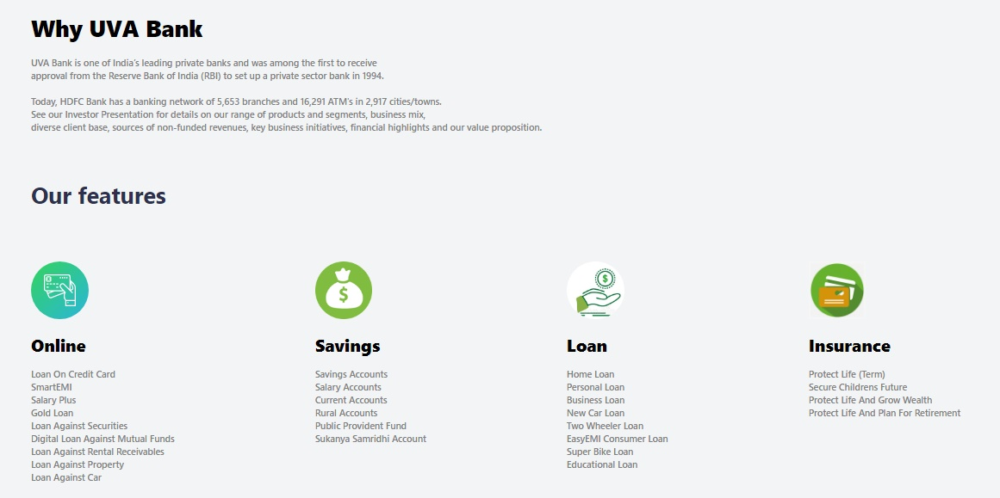 Why UVA Bank
UVA Bank is one of India's leading private banks and was among the first to receive
approval from the Reserve Bank of India (RBI) to set up a private sector bank in 1994.
Today, HDFC Bank has a banking network of 5,653 branches and 16,291 ATM's in 2,917 cities/towns.
See our Investor Presentation for details on our range of products and segments, business mix,
diverse client base, sources of non-funded revenues, key business initiatives, financial highlights and our value proposition.
Our features
Online
Loan On Credit Card
SmartEMI
Salary Plus
Gold Loan
Loan Against Securities
Digital Loan Against Mutual Funds
Loan Against Rental Receivables
Loan Against Property
Loan Against Car
Savings
Savings Accounts
Salary Accounts
Current Accounts
Rural Accounts
Public Provident Fund
Sukanya Samridhi Account
Loan
Home Loan
Personal Loan
Business Loan
New Car Loan
Two Wheeler Loan
EasyEMI Consumer Loan
Super Bike Loan
Educational Loan
Insurance
Protect Life (Term)
Secure Childrens Future
Protect Life And Grow Wealth
Protect Life And Plan For Retirement